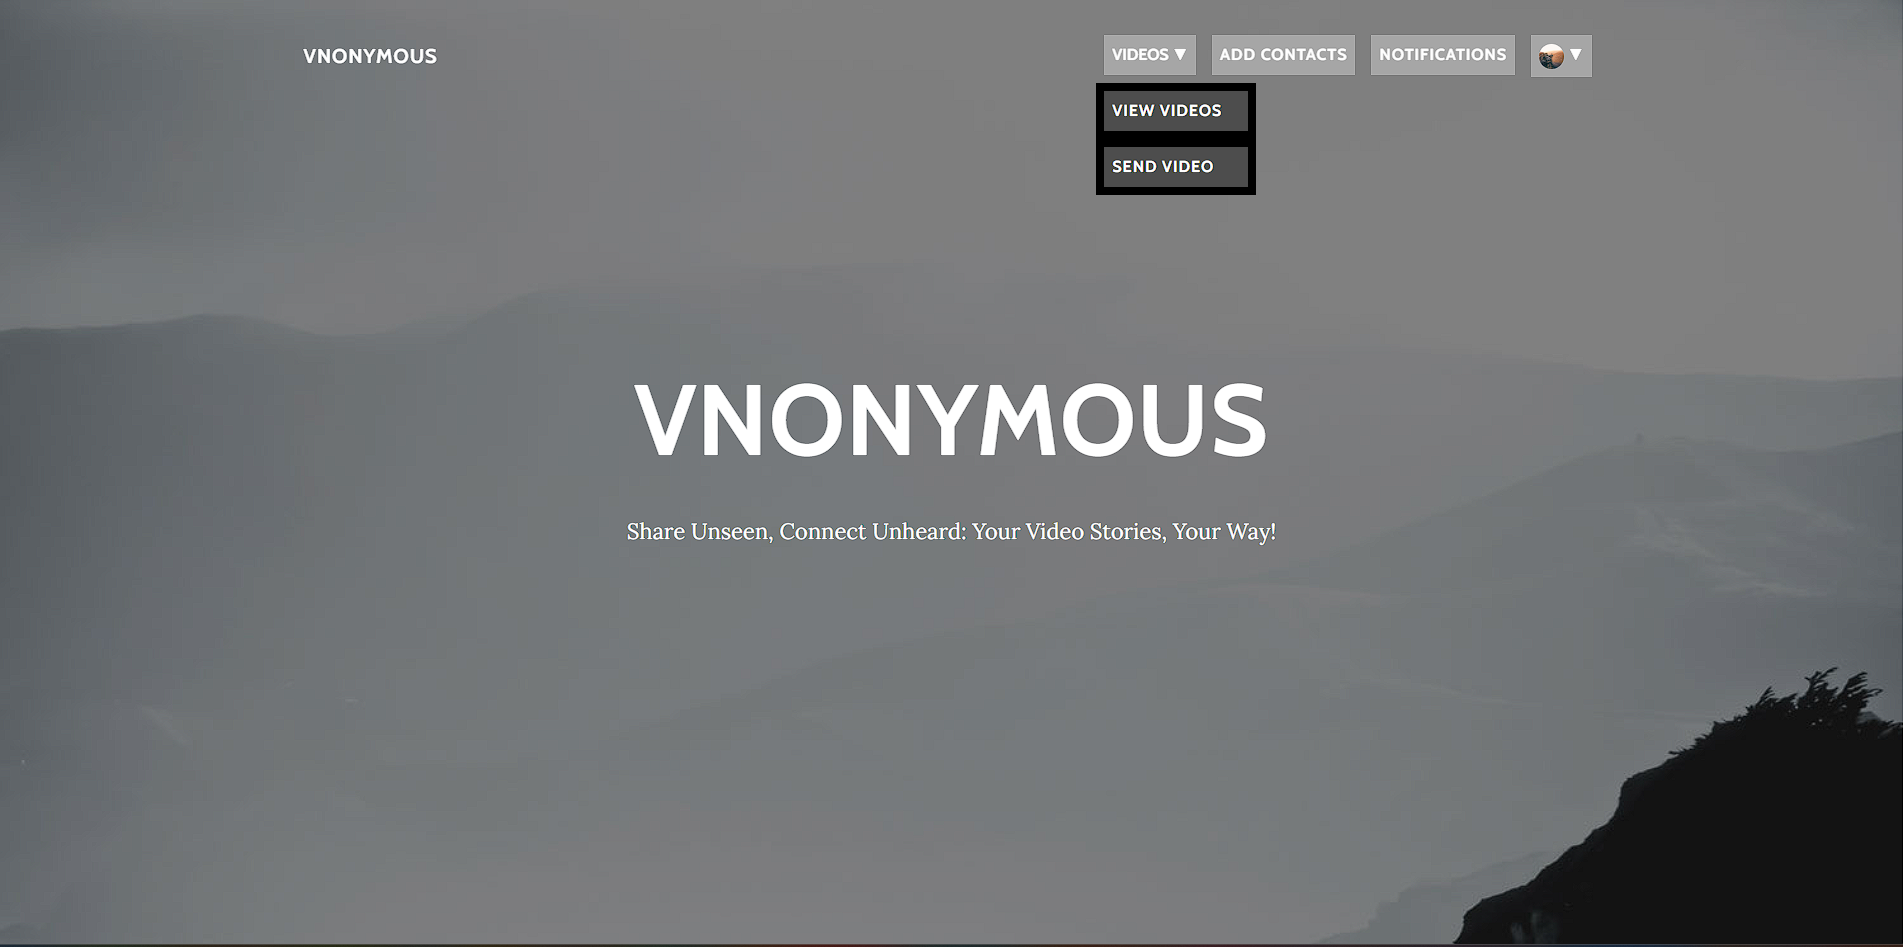 VNONYMOUS
VIDEOS ▼
ADD CONTACTS
NOTIFICATIONS
▼
VIEW VIDEOS
SEND VIDEO
VNONYMOUS
Share Unseen, Connect Unheard: Your Video Stories, Your Way!